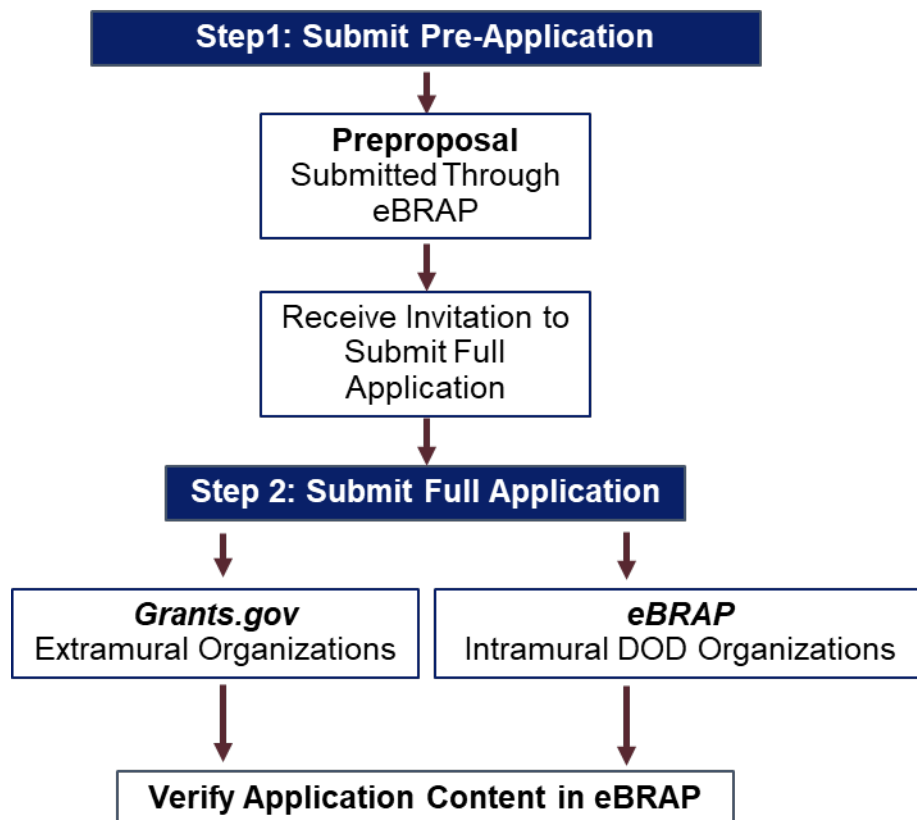 Step1: Submit Pre-Application
Preproposal
Submitted Through
eBRAP
Receive Invitation to
Submit Full
Application
Step 2: Submit Full Application
Grants.gov
Extramural Organizations
eBRAP
Intramural DOD Organizations
Verify Application Content in eBRAP